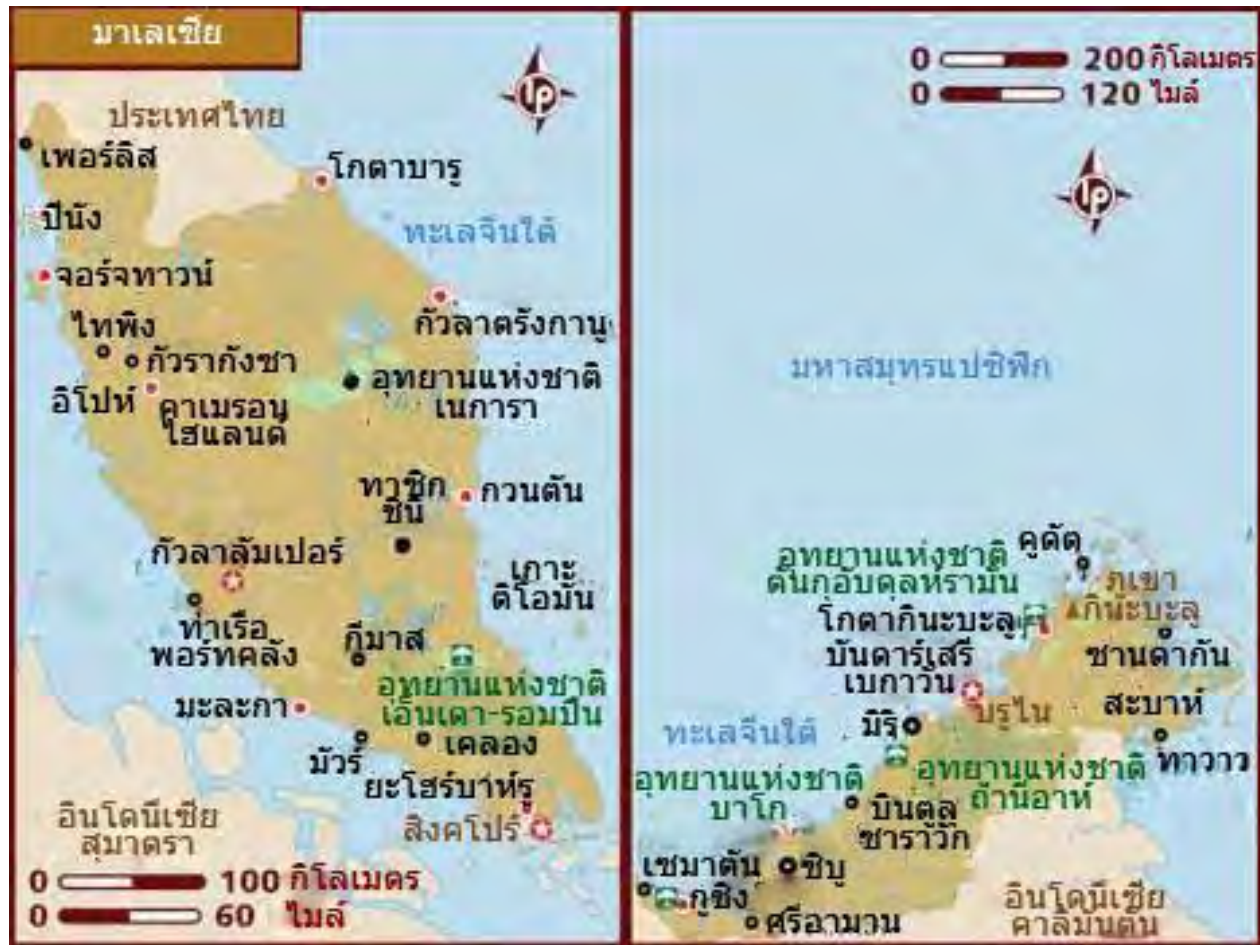 มาเลเซีย
ประเทศไทย
เพอร์ลิส
โกตาบารู
ปีนัง
ทะเลจีนใต้
จอร์จทาวน์
กัวลาตรังกานู
ไทพิง
กัวรากังซา
อุทยานแห่งชาติ
เนการา
อิโปห์
คาเมรอน
ไฮแลนด์
ทาซิก
ชินี
กวนตัน
กัวลาลัมเปอร์
เกาะ
ติโอมัน
ท่าเรือ
พอร์ทคลัง
กีมาส
อุทยานแห่งชาติ
เอ็นเดา-รอมปิน
มะละกา
เคลอง
มัวร์
ยะโฮร์บาห์รู
สิงคโปร์
อินโดนีเซีย
สุมาตรา
0 100 กิโลเมตร
0 60 ไมล์
0 200 กิโลเมตร
0 120 ไมล์
lp
lp
มหาสมุทรแปซิฟิก
คูดัต
อุทยานแห่งชาติ
ตันกูอับดุลห์รามัน
ภูเขา
กินะบะลู
โกตากินะบะลู
ซานดากัน
บันดาร์เสรี
เบกาวัน
บรูไน
สะบาห์
มิริ
ทาวาว
ทะเลจีนใต้
อุทยานแห่งชาติ
ถ้านีอาห์
อุทยานแห่งชาติ
บาโก
บินตูลู
ซาราวัก
เซมาตัน
ซิบู
กูชิง
ศรีอามาน
อินโดนีเซีย
คาลิมันตัน